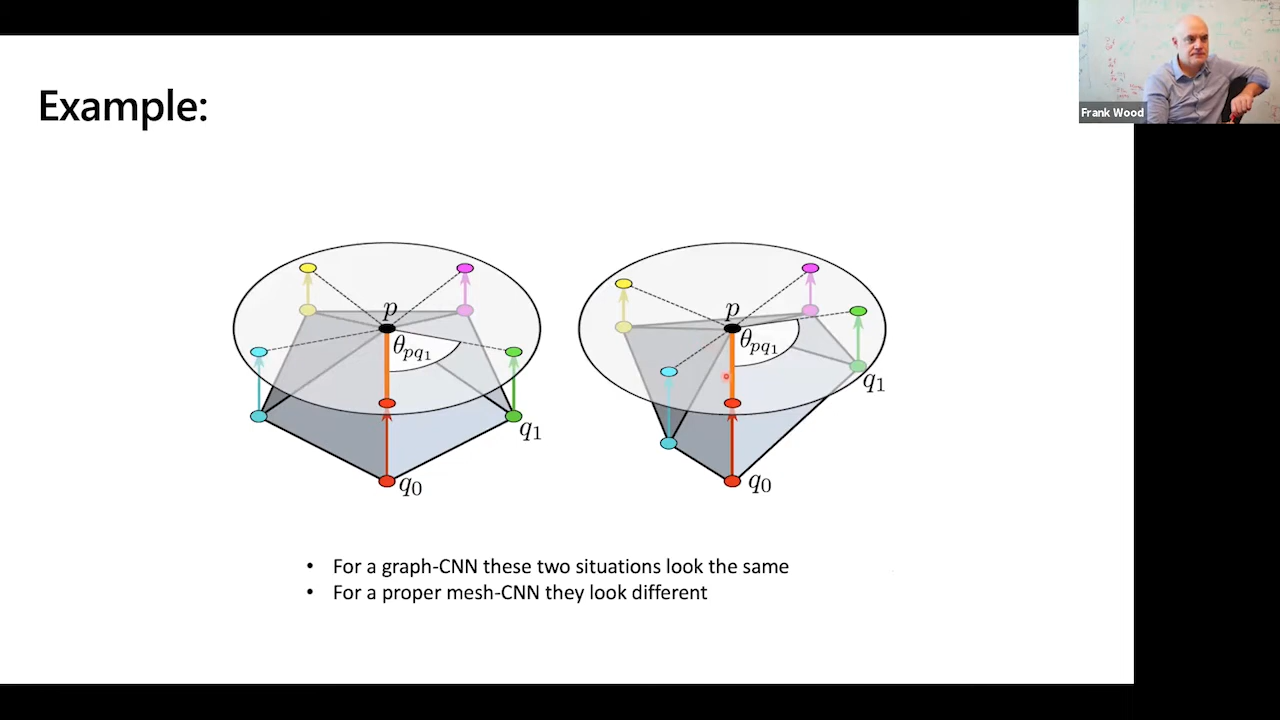 Example:
Frank Wood
p
θpq1
q1
q0
p
θpq1
q1
q0
• For a graph-CNN these two situations look the same
• For a proper mesh-CNN they look different